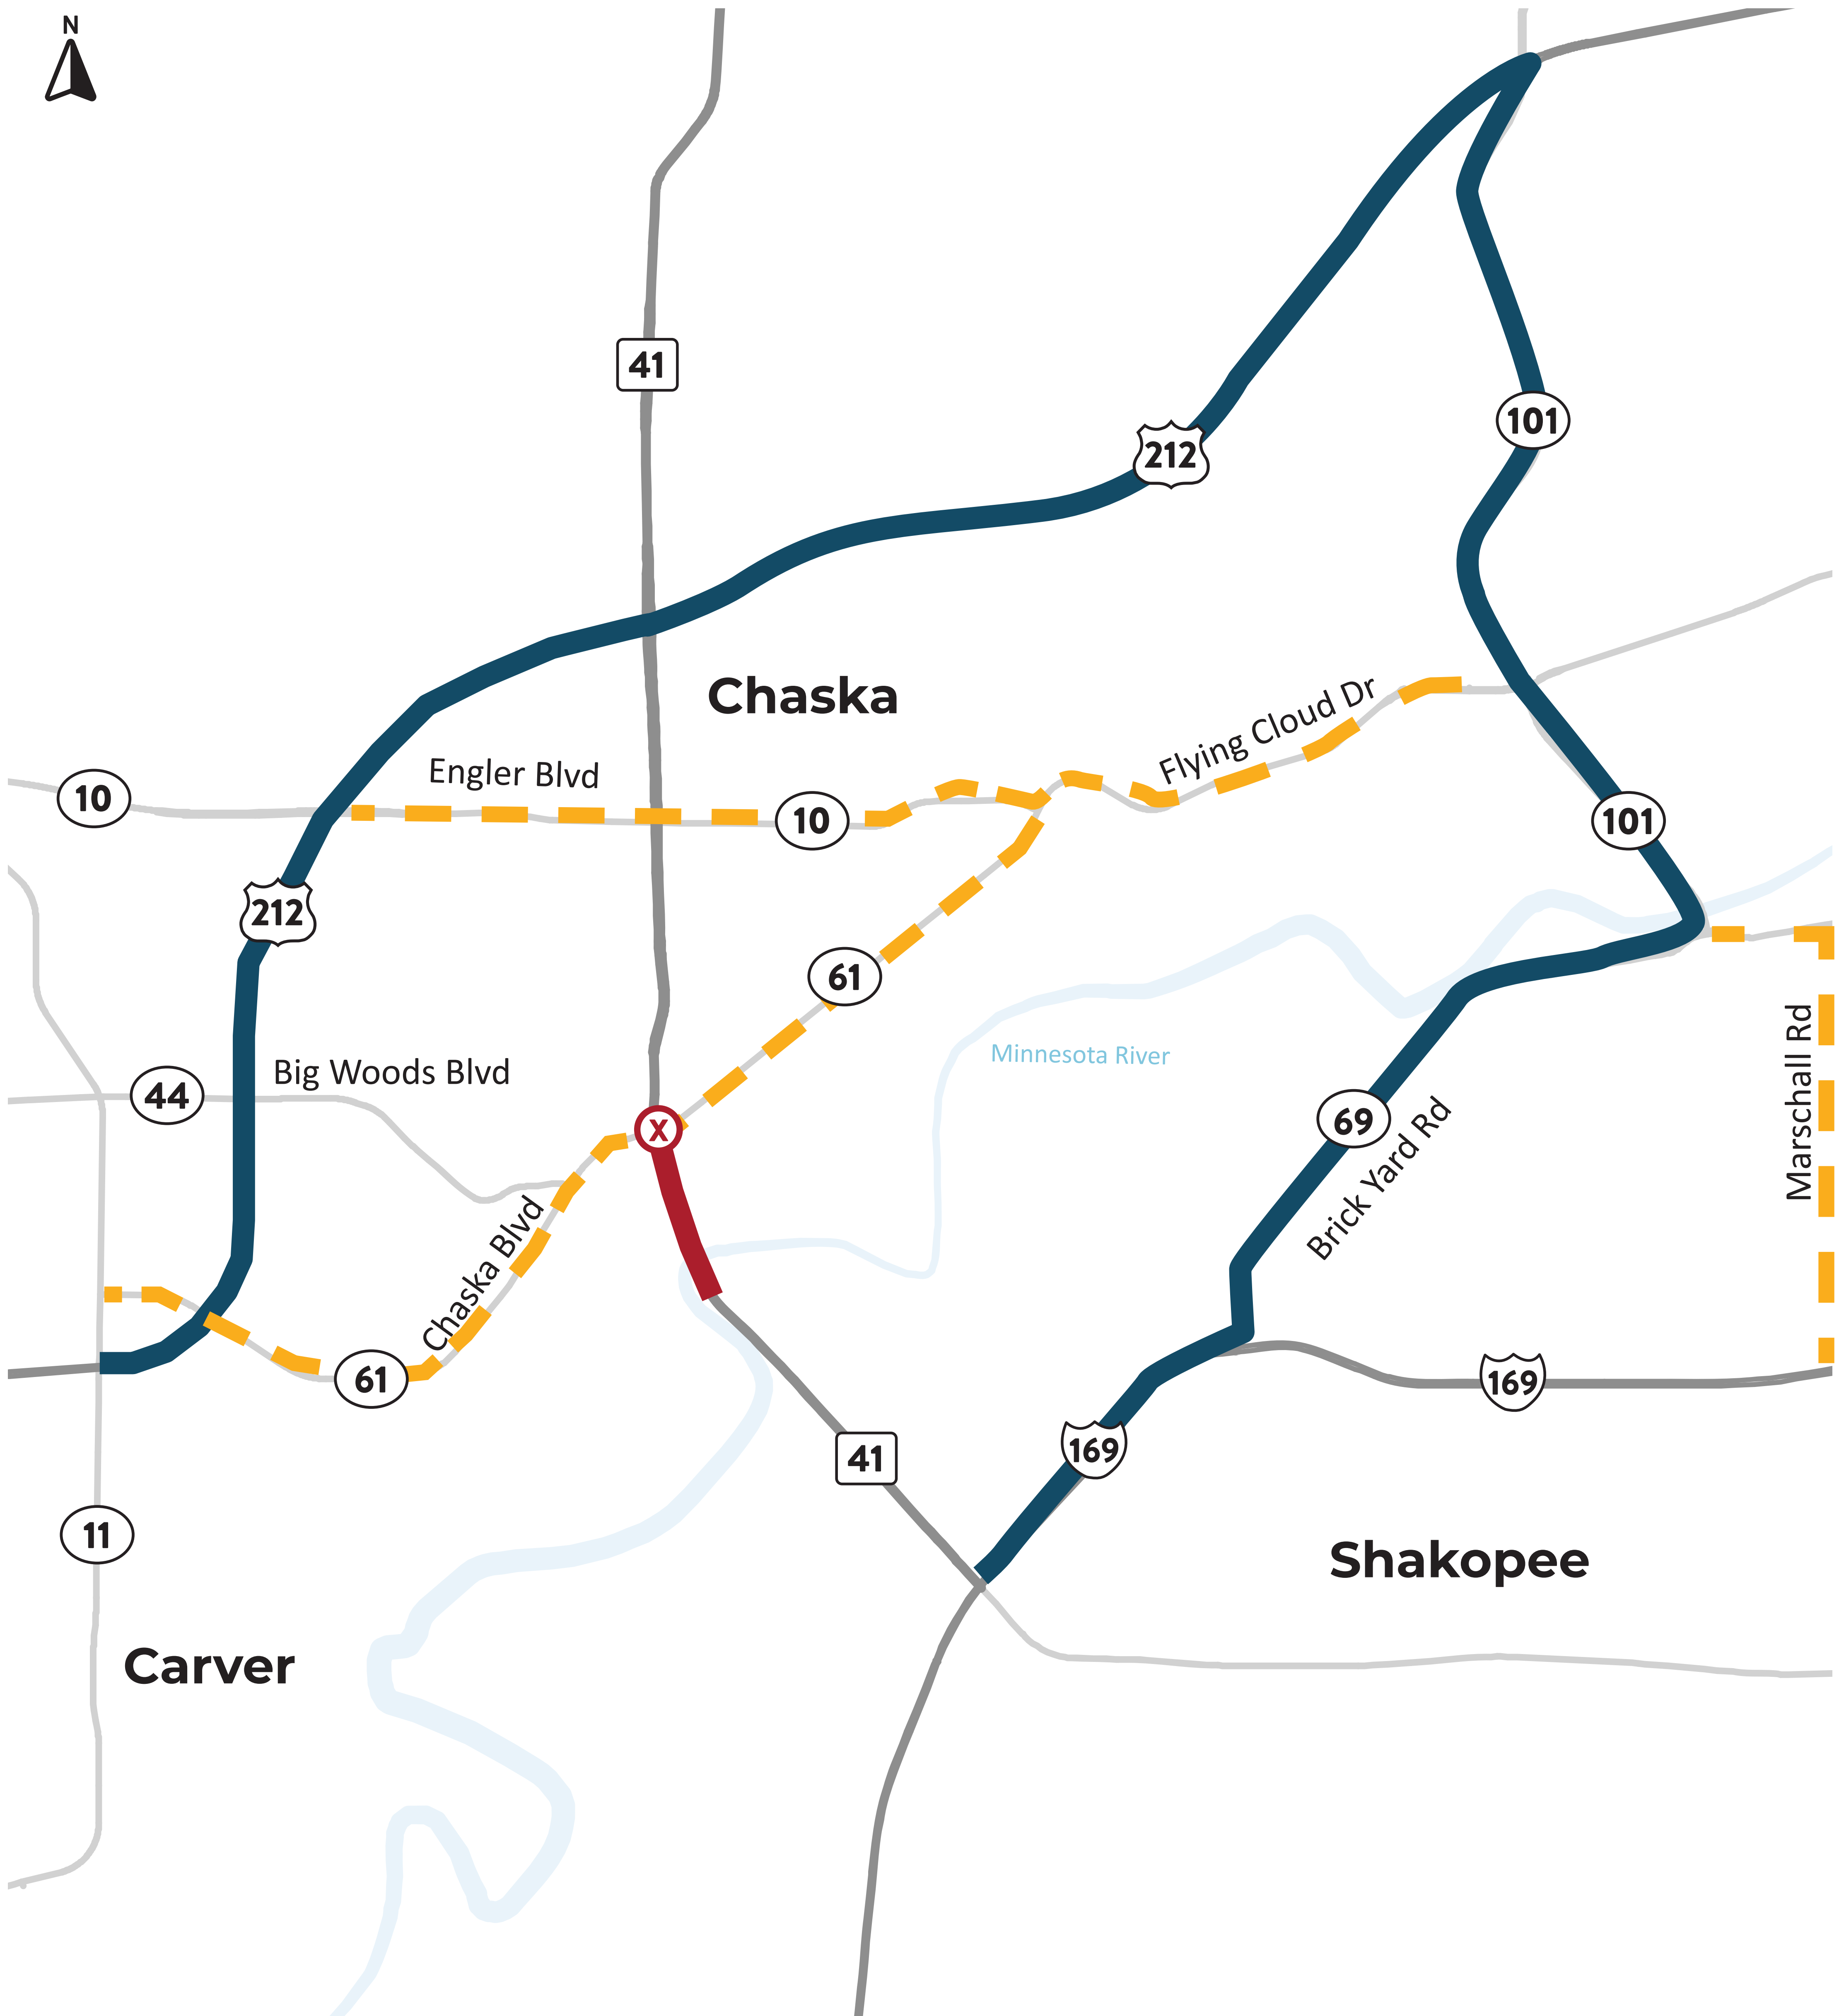 N
41
212
101
Chaska
Flying Cloud Dr
Engler Blvd
10
10
101
212
61
Minnesota River
Marschall Rd
Big Woods Blvd
44
69
X
Brick Yard Rd
Chaska Blvd
61
169
169
41
11
Shakopee
Carver